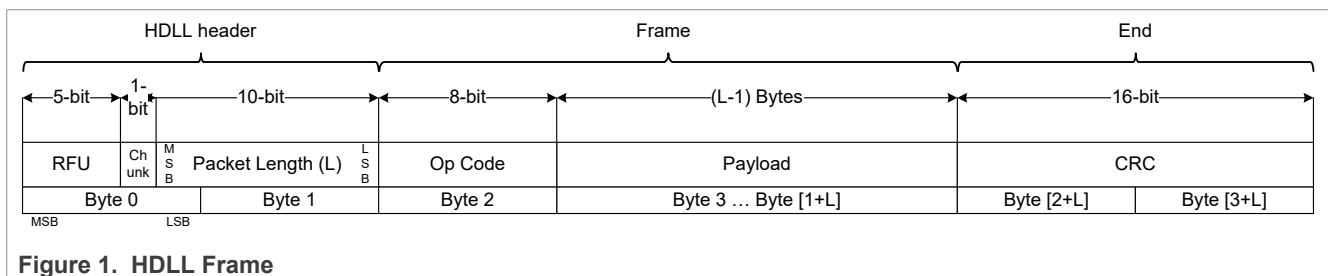 HDLL header Frame End
5-bit 1-bit 10-bit 8-bit (L-1) Bytes 16-bit
RFU Ch unk MSB Packet Length (L) LSB Op Code Payload CRC
Byte 0 Byte 1 Byte 2 Byte 3 … Byte [1+L] Byte [2+L] Byte [3+L]
MSB LSB
Figure 1. HDLL Frame